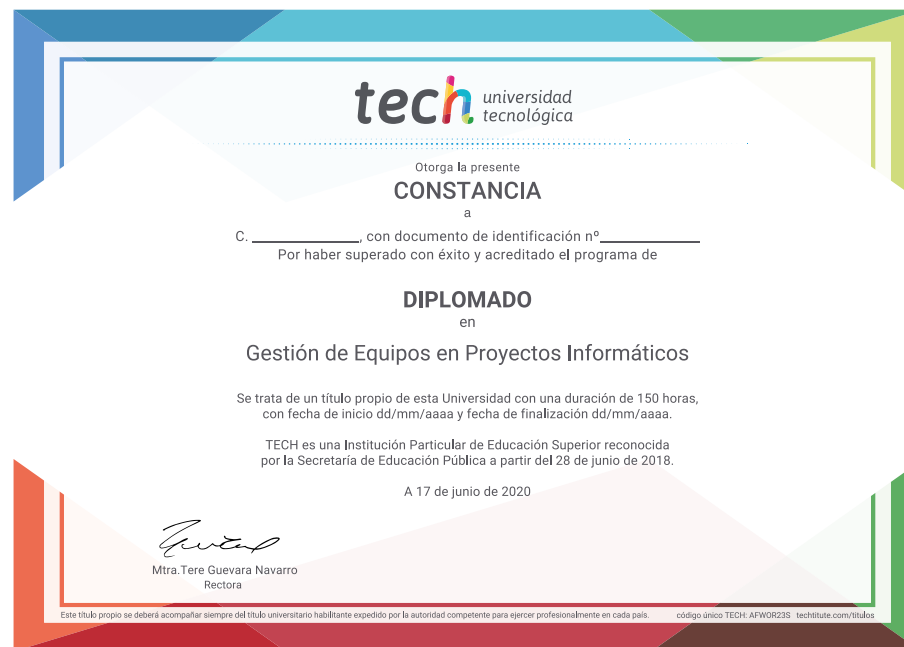 tech universidad
tecnológica
Otorga la presente
CONSTANCIA
a
C. ____________, con documento de identificación nº____________
Por haber superado con éxito y acreditado el programa de
DIPLOMADO
en
Gestión de Equipos en Proyectos Informáticos
Se trata de un título propio de esta Universidad con una duración de 150 horas,
con fecha de inicio dd/mm/aaaa y fecha de finalización dd/mm/aaaa.
TECH es una Institución Particular de Educación Superior reconocida
por la Secretaría de Educación Pública a partir del 28 de junio de 2018.
A 17 de junio de 2020
Mtra.Tere Guevara Navarro
Rectora
Este título propio se deberá acompañar siempre del título universitario habilitante expedido por la autoridad competente para ejercer profesionalmente en cada país. código único TECH: AFWOR23S techtitute.com/titulos